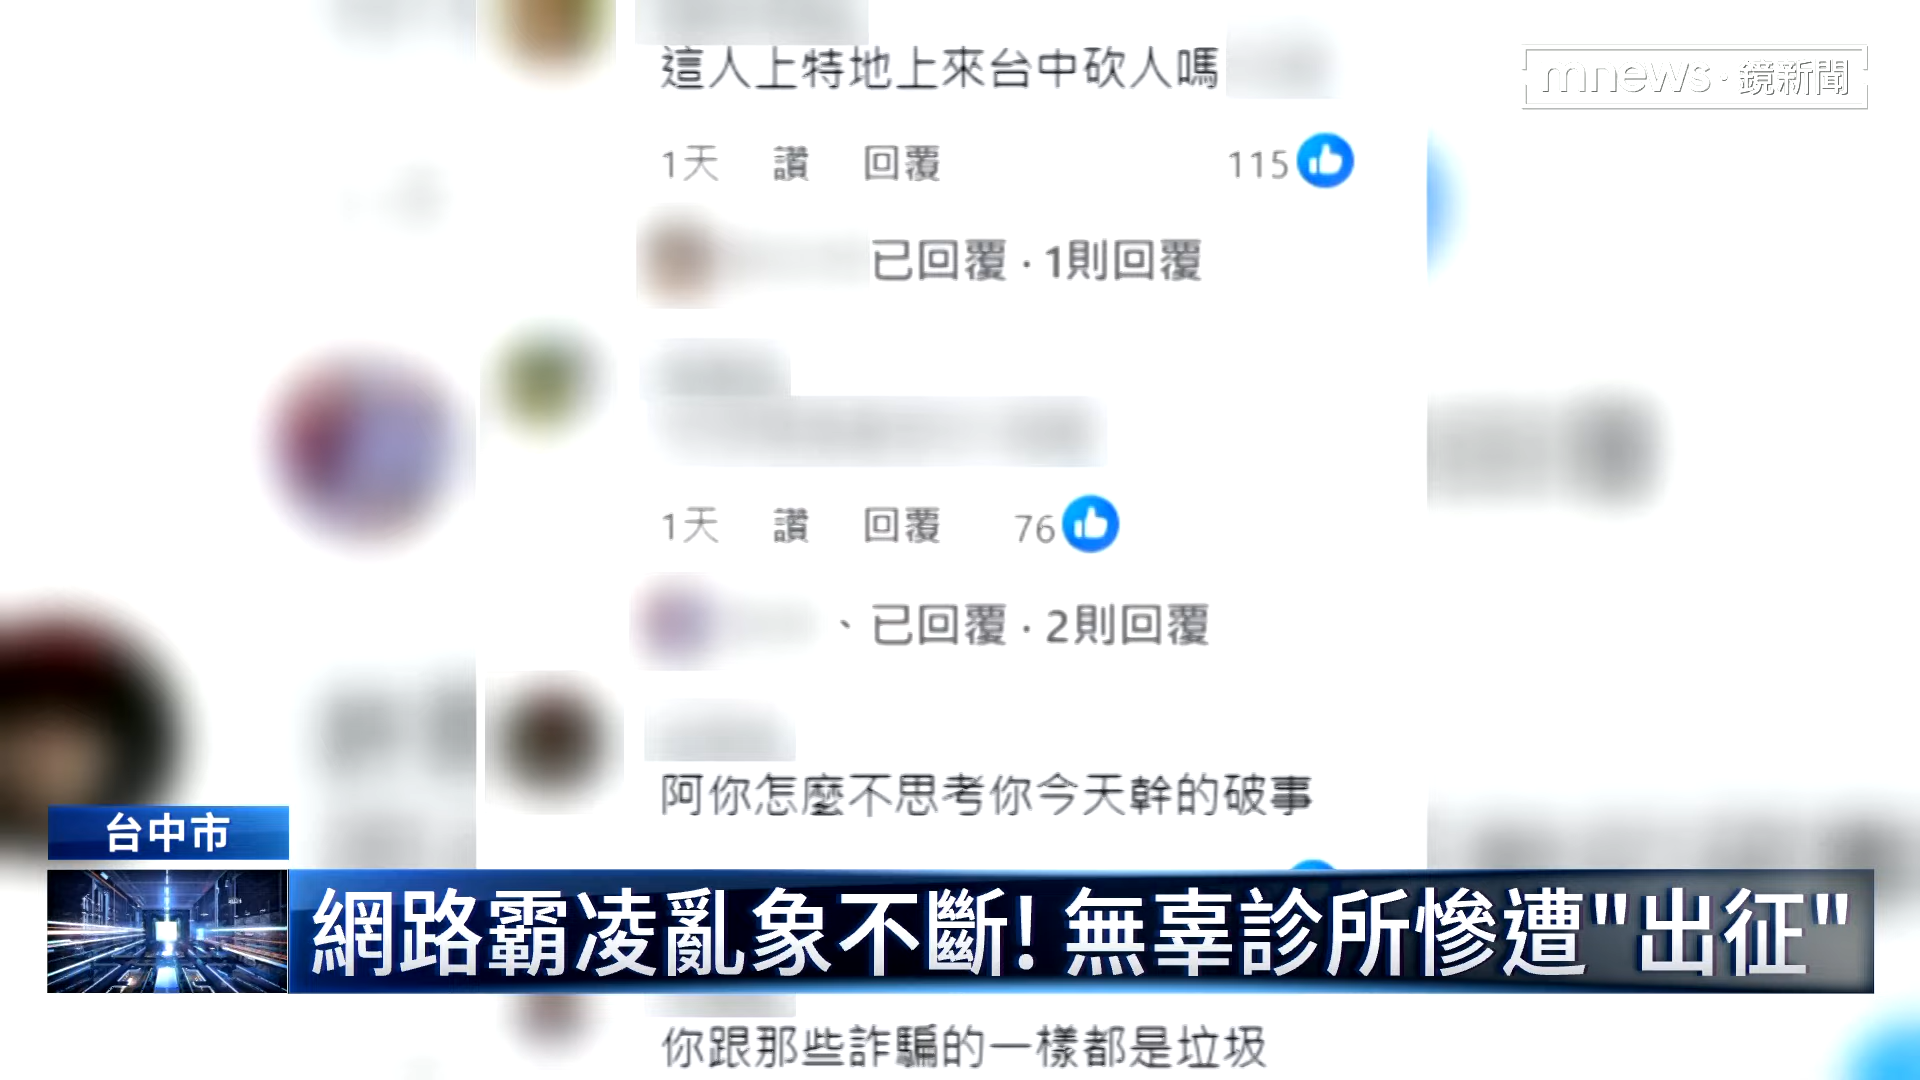 這人上特地上來台中砍人嗎
mnews·鏡新聞
1天 讚 回覆 115
已回覆·1則回覆
1天 讚 回覆 76
、已回覆·2則回覆
阿你怎麼不思考你今天幹的破事
台中市
網路霸凌亂象不斷!無辜診所慘遭"出征"
你跟那些詐騙的一樣都是垃圾